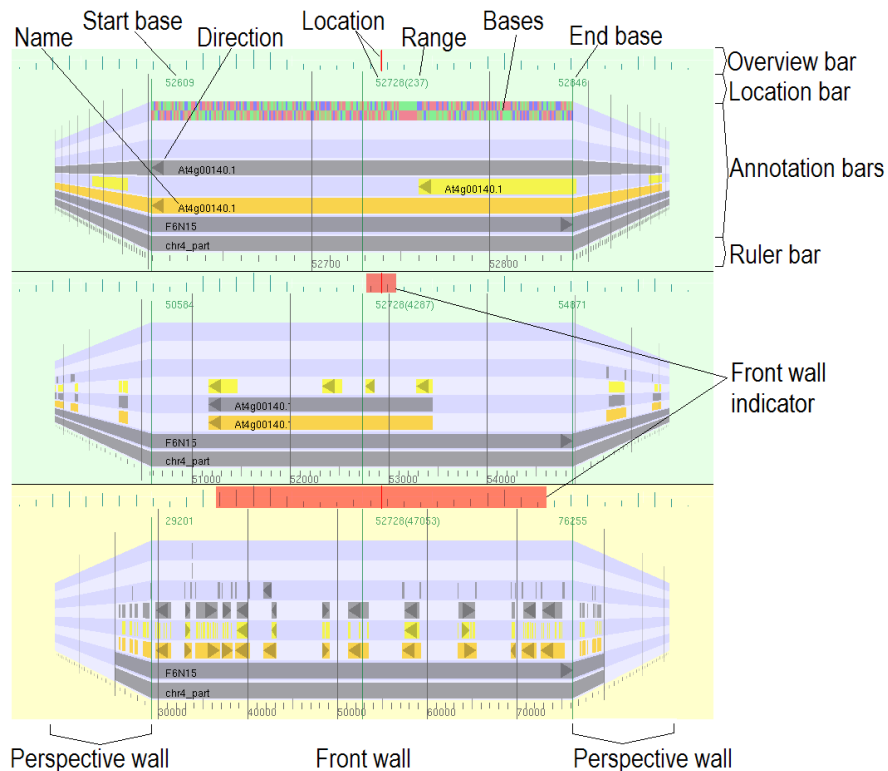 Start base
Location
Bases
Name
Direction
Range
End base
Overview bar
52609
52728(237)
52846
Location bar
At4g00140.1
Annotation bars
At4g00140.1
At4g00140.1
F6N15
chr4_part
Ruler bar
52700
52800
50584
52728(4287)
54871
Front wall
indicator
At4g00140.
At4g00140.
F6N15
chr4_part
51000
52000
53000
54000
29201
52728(47053)
76255
F6N15
chr4_part
30000
40000
50000
60000
70000
Perspective wall
Front wall
Perspective wall